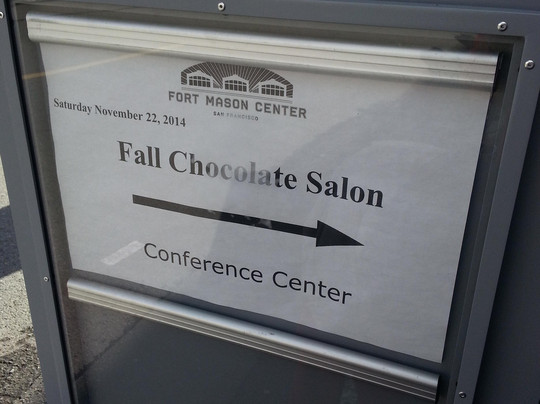 FORT MASON CENTER
SAN FRANCISCO
Saturday November 22, 2014
Fall Chocolate Salon
Conference Center